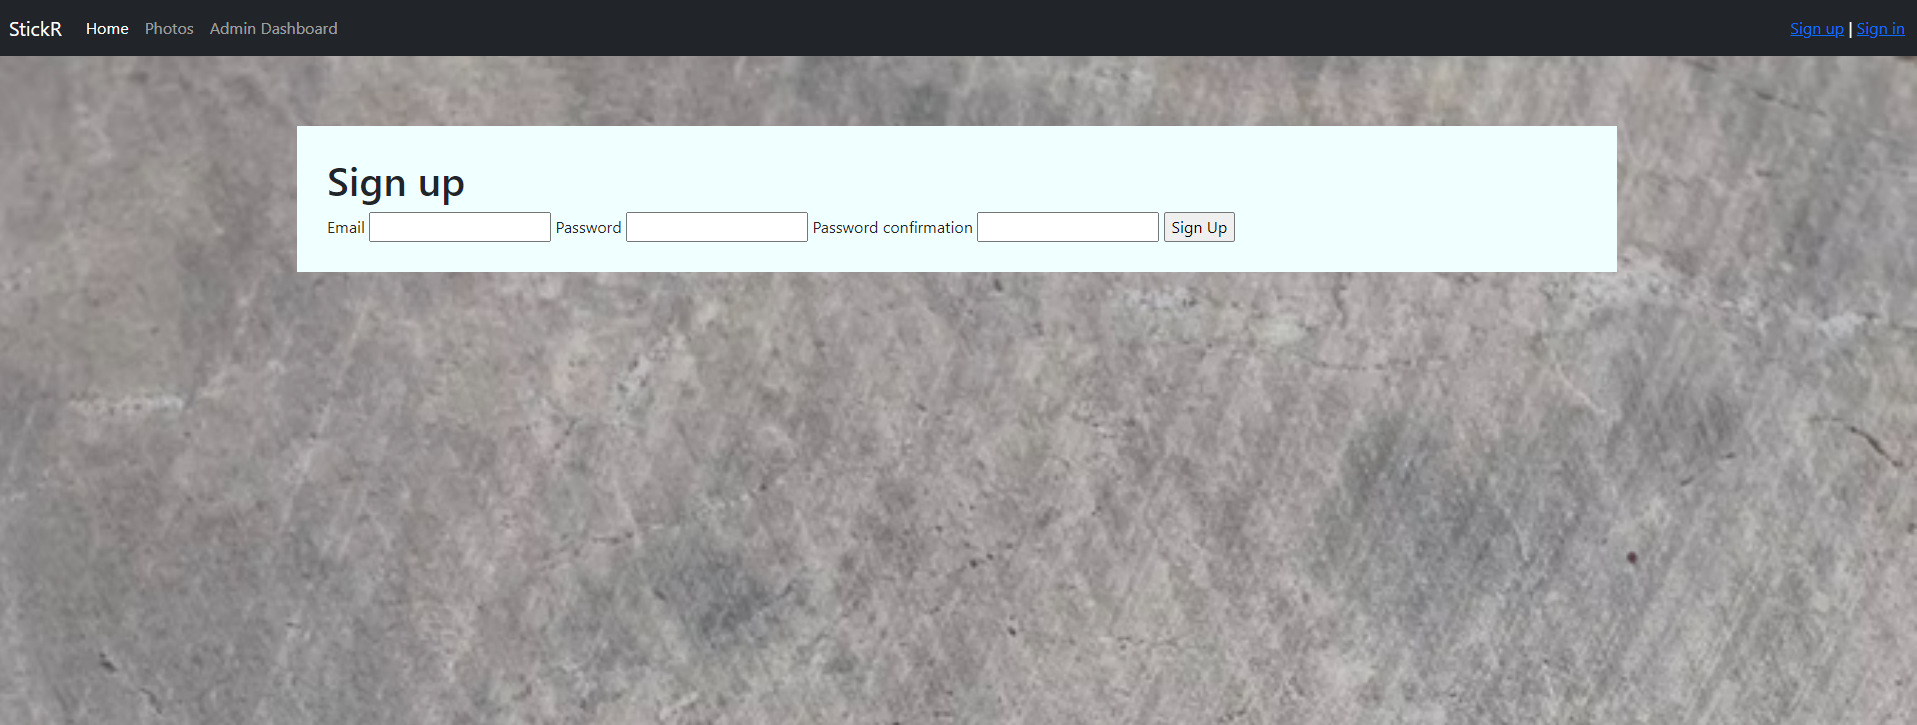 StickR Home Photos Admin Dashboard Sign up | Sign in
Sign up
Email Password Password confirmation Sign Up